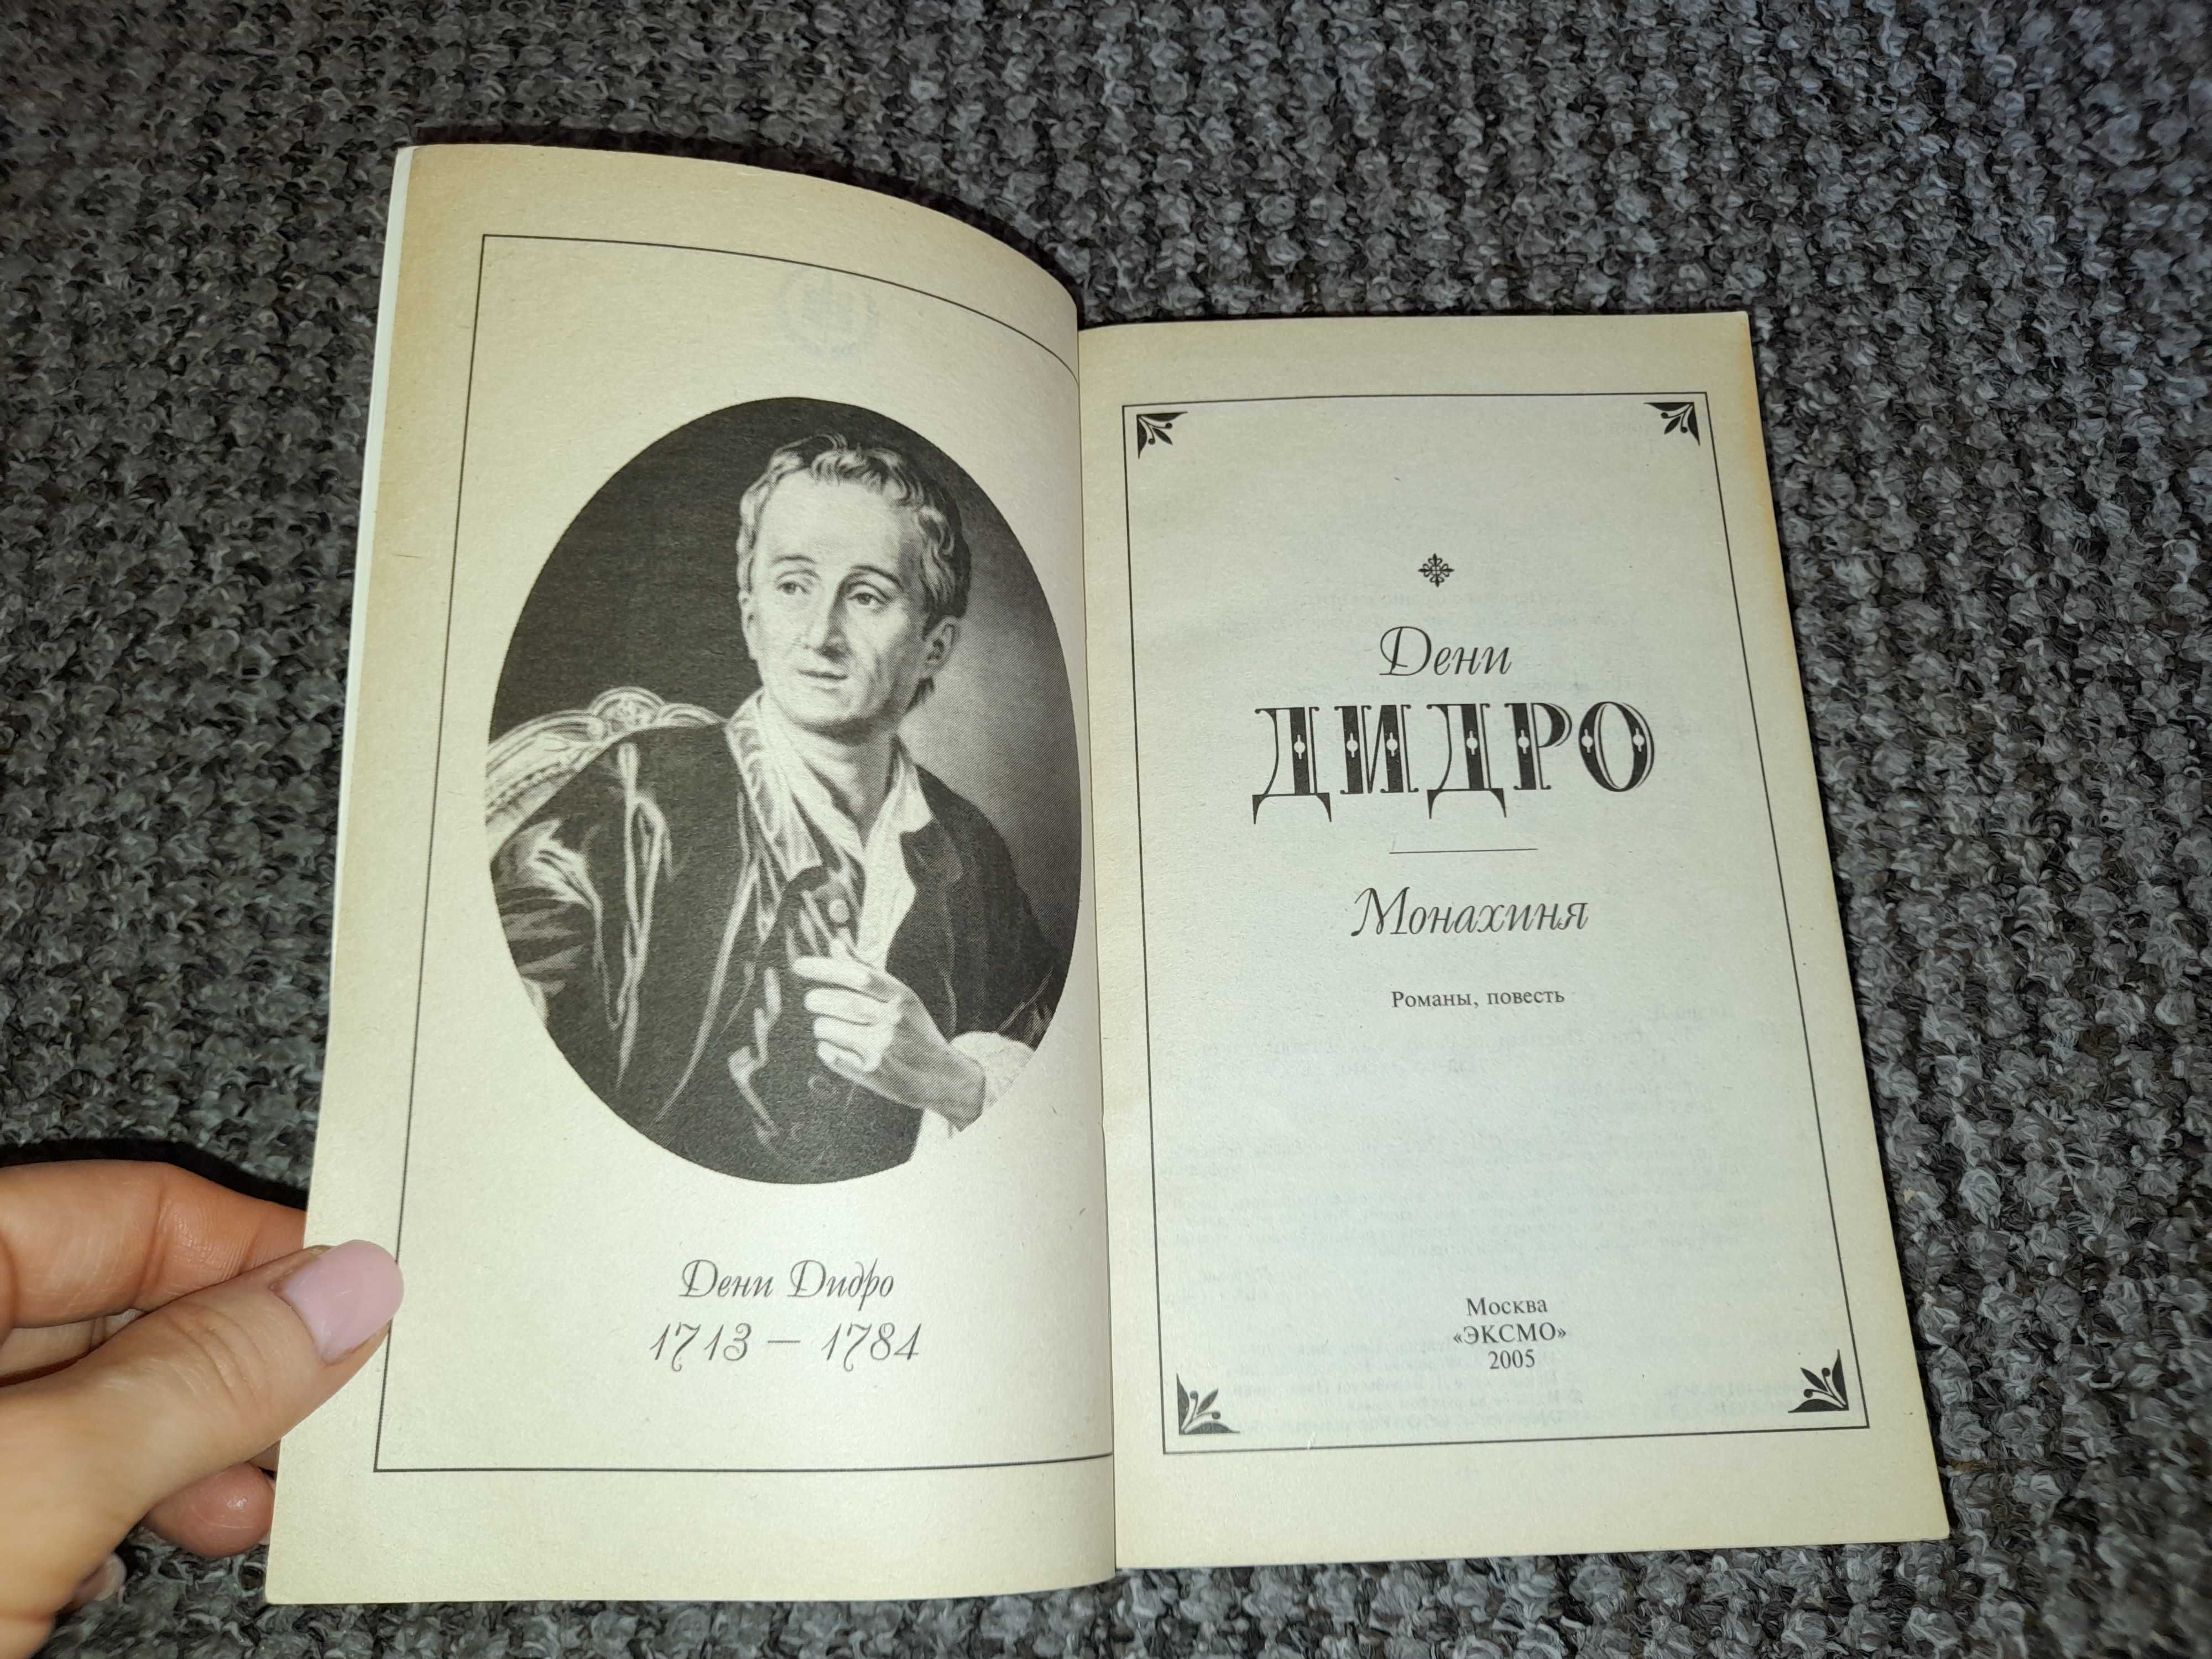 Дени Дидро
1713 — 1784
Дени
ДИДРО
Монахиня
Романы, повесть
Москва
«ЭКСМО»
2005